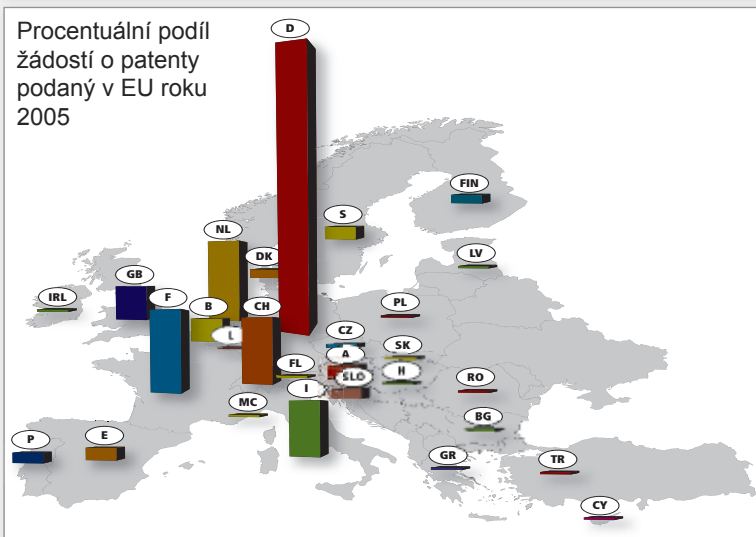 Procentuální podíl
žádostí o patenty
podaný v EU roku
2005
D
FIN
S
NL
DK
LV
GB
IRL
F
B
CH
PL
L
CZ
SK
A
FL
SLO
H
I
RO
MC
BG
P
E
GR
TR
CY